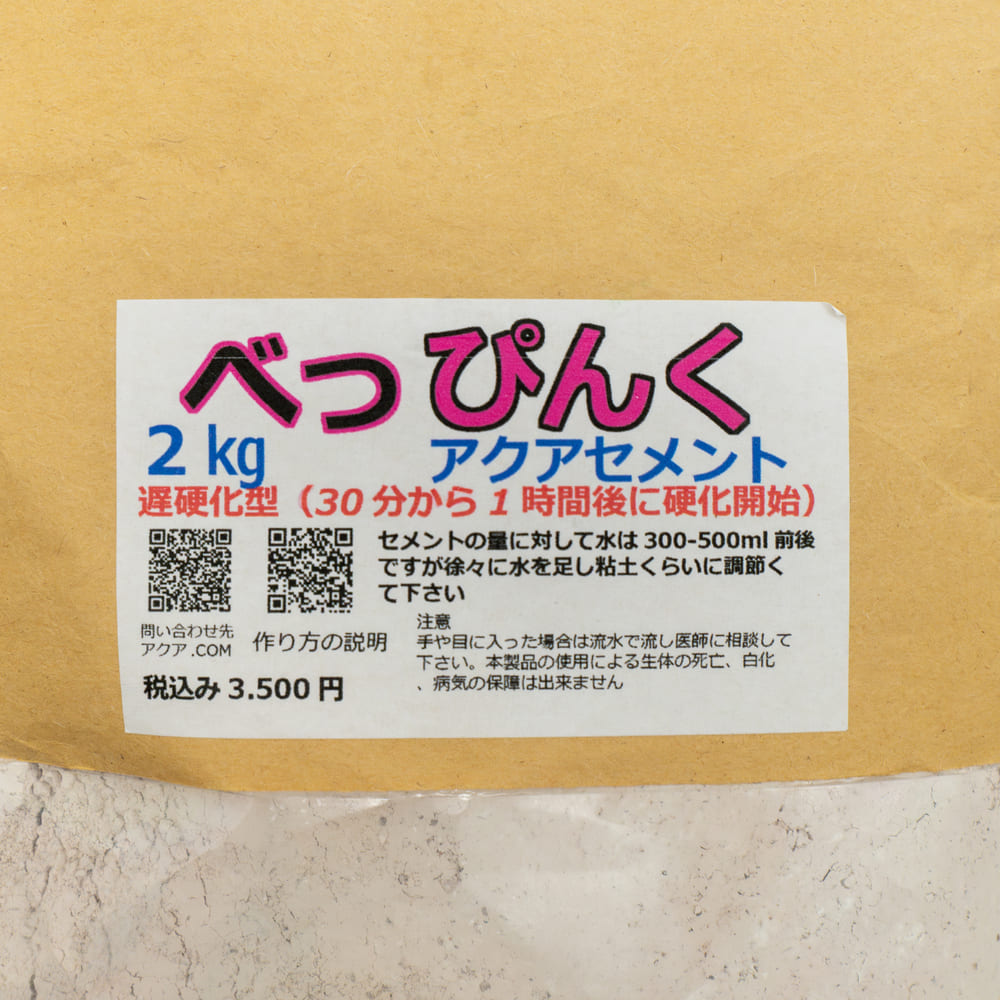 べっぴんく
2 kg アクアセメント
遅硬化型（30 分から 1 時間後に硬化開始）
セメントの量に対して水は 300-500ml 前後
ですが徐々に水を足し粘土くらいに調節く
て下さい
問い合わせ先
アクア.COM
作り方の説明
税込み 3.500 円
注意
手や目に入った場合は流水で流し医師に相談して
下さい。本製品の使用による生体の死亡、白化
、病気の保障は出来ません